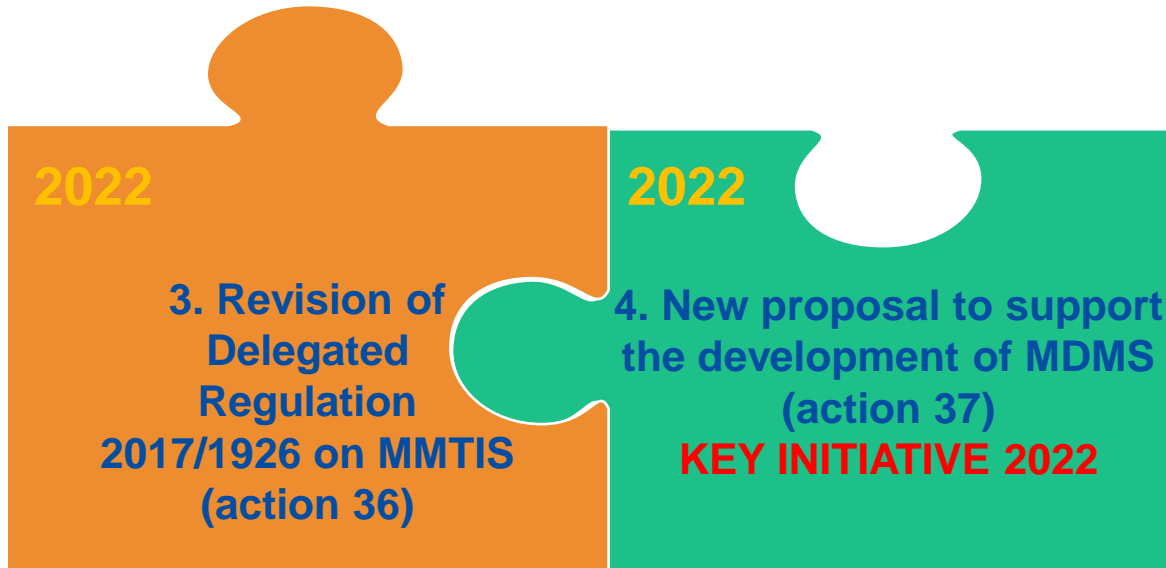 2022
3. Revision of
Delegated
Regulation
2017/1926 on MMTIS
(action 36)
2022
4. New proposal to support
the development of MDMS
(action 37)
KEY INITIATIVE 2022